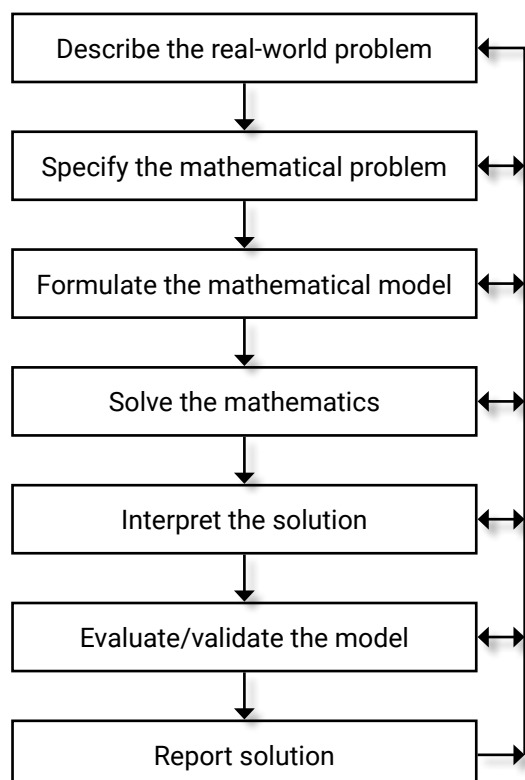 Describe the real-world problem
Specify the mathematical problem
Formulate the mathematical model
Solve the mathematics
Interpret the solution
Evaluate/validate the model
Report solution